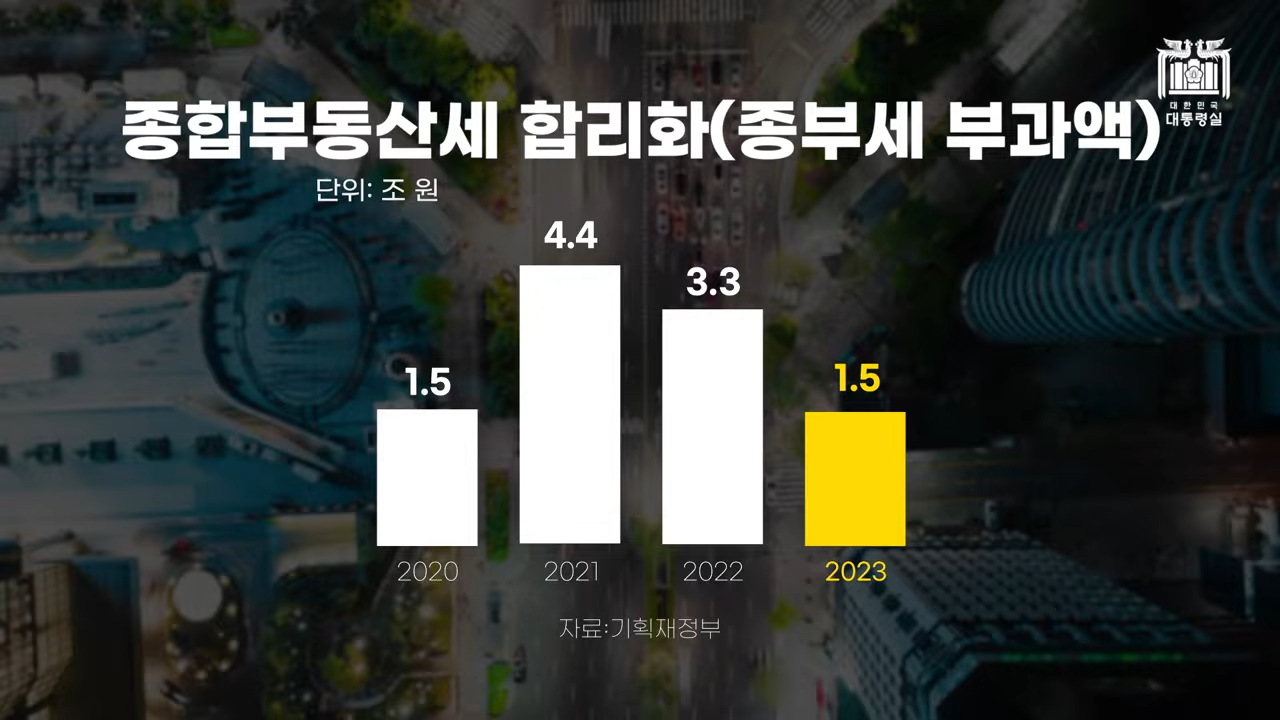 대한민국
대통령실
종합부동산세 합리화(종부세 부과액)
단위: 조 원
1.5
4.4
3.3
1.5
2020
2021
2022
2023
자료:기획재정부